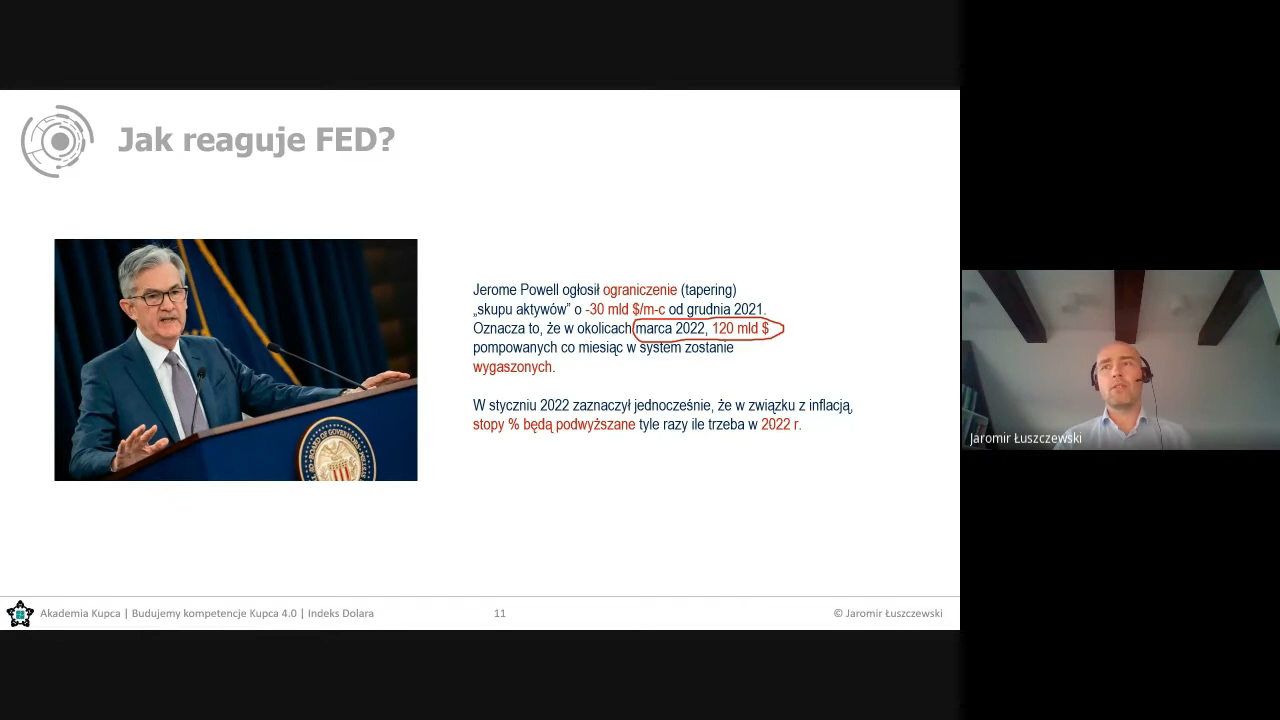 Jak reaguje FED?
Jerome Powell ogłosił ograniczenie (tapering)
„skupu aktywów” o -30 mld $/m-c od grudnia 2021.
Oznacza to, że w okolicach marca 2022, 120 mld $
pompowanych co miesiąc w system zostanie
wygaszonych.
W styczniu 2022 zaznaczył jednocześnie, że w związku z inflacją,
stopy % będą podwyższane tyle razy ile trzeba w 2022 r.
BOARD OF GOVERNORS
Jaromir Łuszczewski
Akademia Kupca | Budujemy kompetencje Kupca 4.0 | Indeks Dolara
11
© Jaromir Łuszczewski